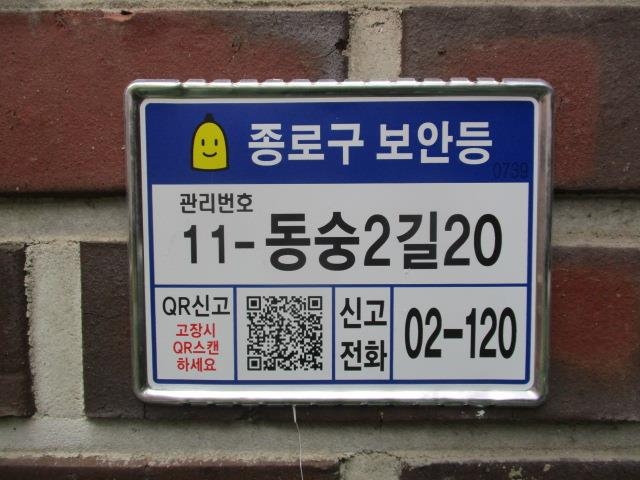 종로구 보안등
0739
관리번호
11-동숭2길20
QR신고
고장시
QR스캔
하세요
신고
전화
02-120